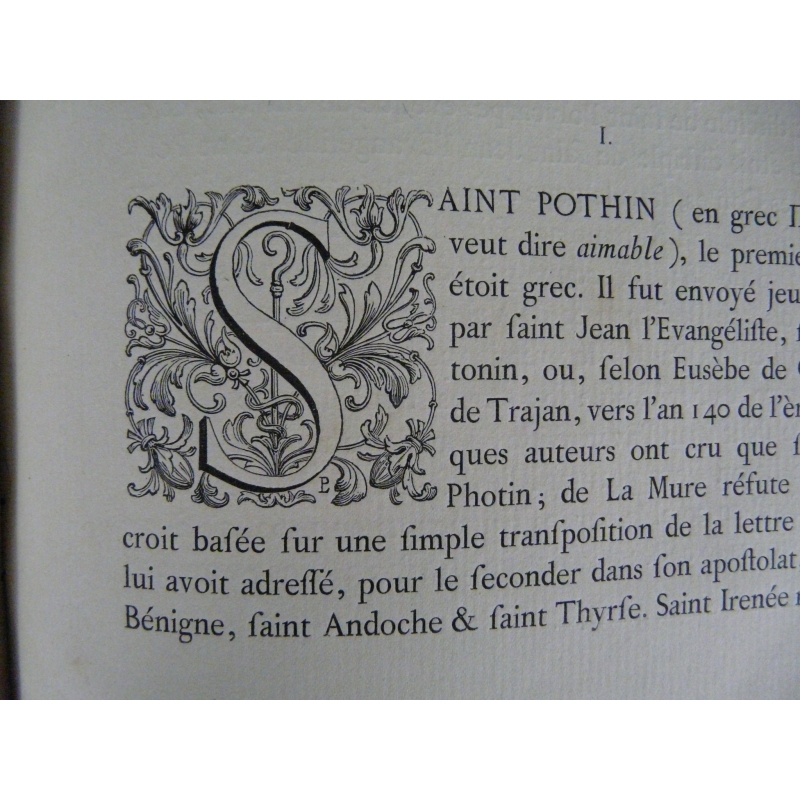 I.
SAINT POTHIN ( en grec
veut dire aimable), le premie
étoit grec. Il fut envoyé jeu
par ſaint Jean l'Evangéliſte, ſ
tonin, ou, ſelon Eusèbe de
de Trajan, vers l'an 140 de l'èr
ques auteurs ont cru que ſ
Photin; de La Mure réfute
croit baſée ſur une ſimple tranſpoſition de la lettre
lui avoit adreſſé, pour le ſeconder dans ſon apoſtolat
Bénigne, ſaint Andoche & ſaint Thyrſe. Saint Irenée